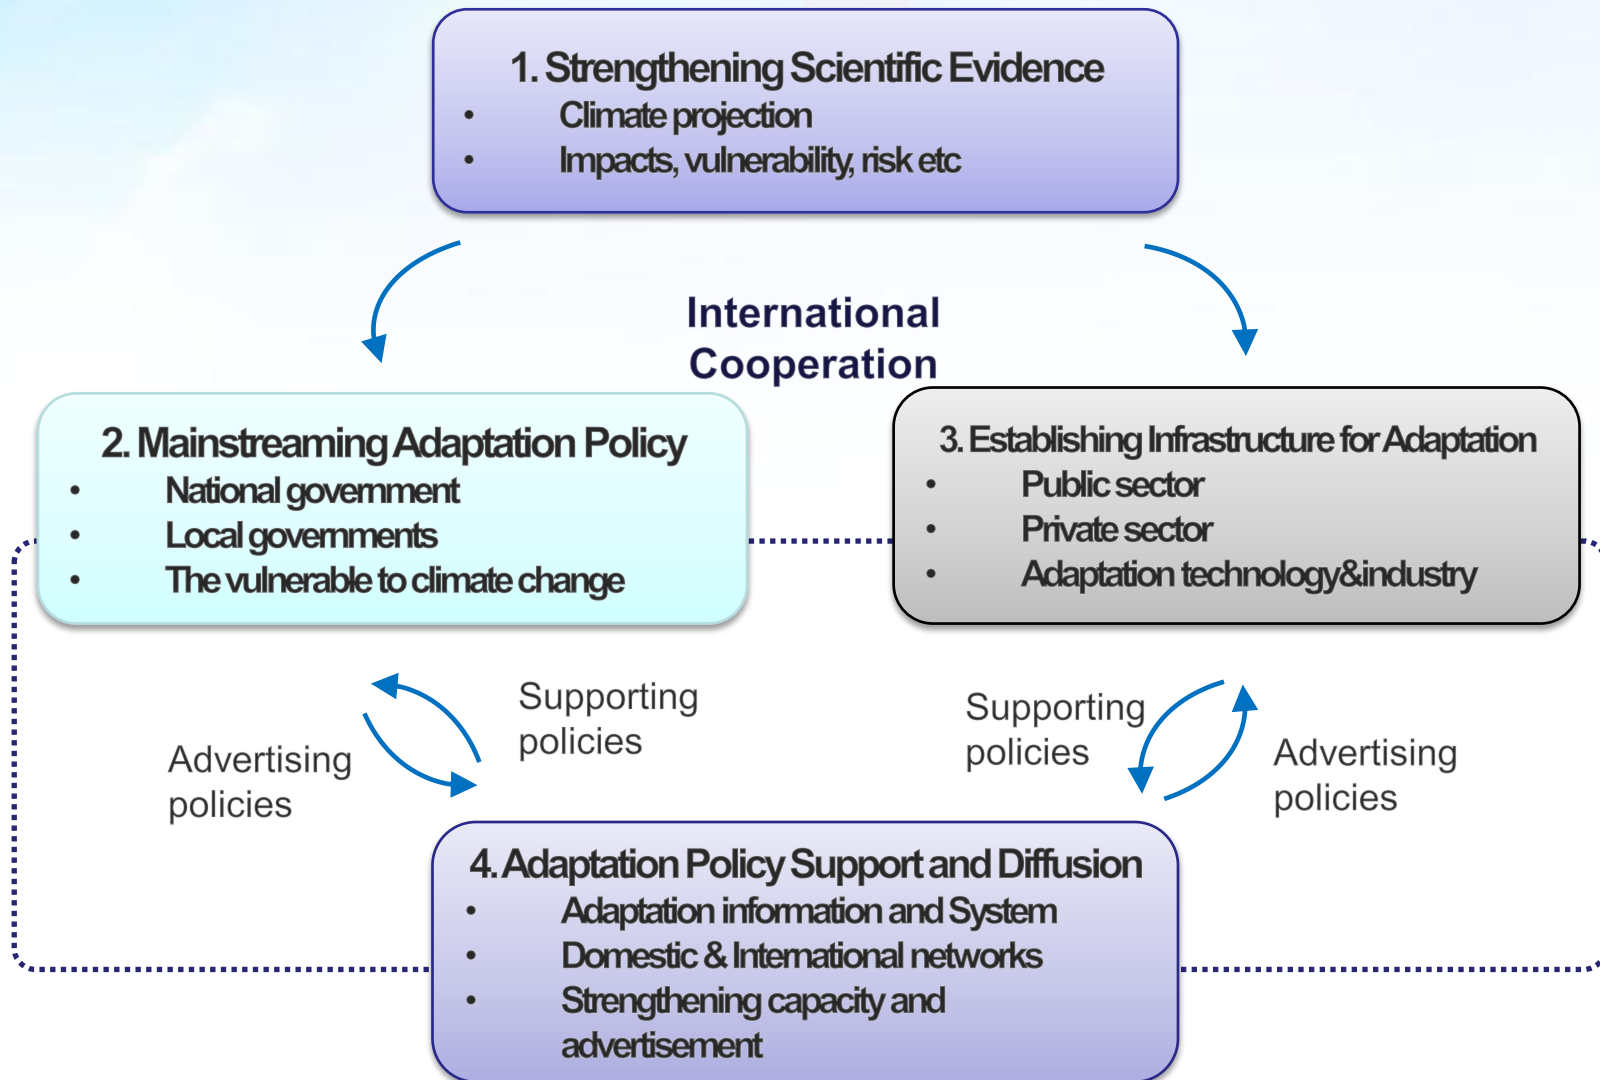 1. Strengthening Scientific Evidence
• Climate projection
• Impacts, vulnerability, risk etc
International
Cooperation
2. Mainstreaming Adaptation Policy
• National government
• Local governments
• The vulnerable to climate change
3. Establishing Infrastructure for Adaptation
• Public sector
• Private sector
• Adaptation technology&industry
Advertising
policies
Supporting
policies
Supporting
policies
Advertising
policies
4. Adaptation Policy Support and Diffusion
• Adaptation information and System
• Domestic & International networks
• Strengthening capacity and
advertisement